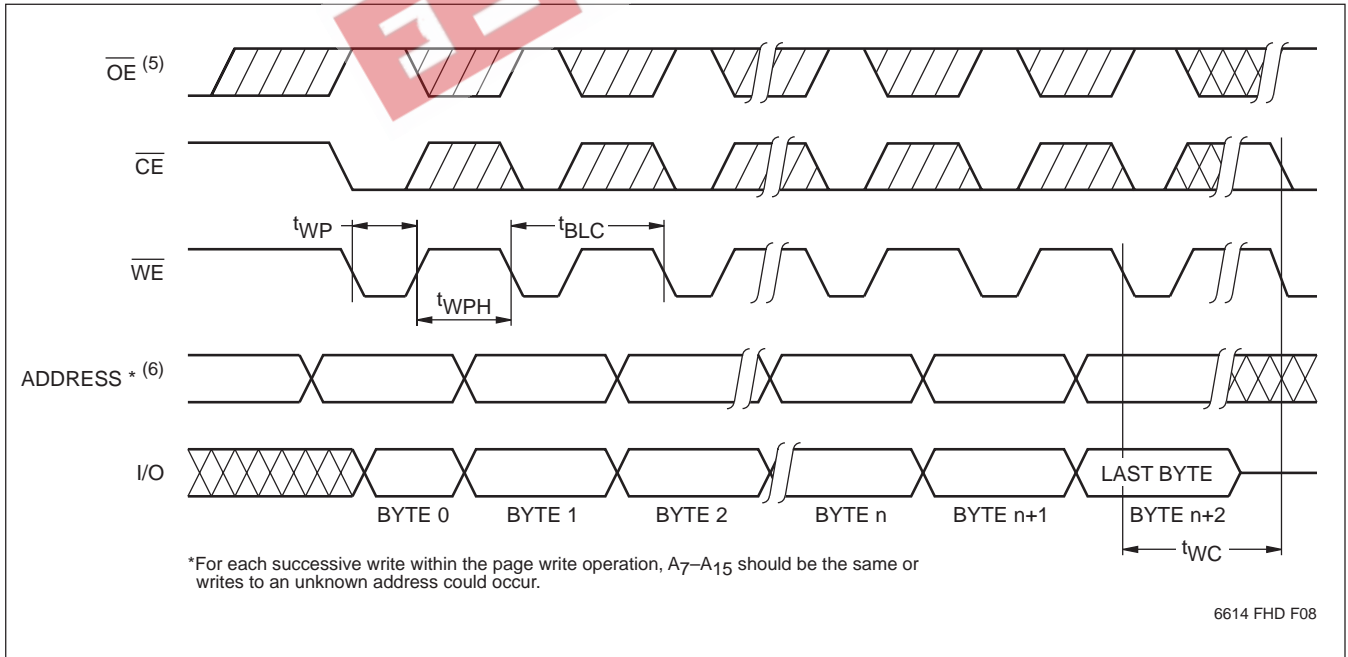 OE (5)
CE
tWP
tBLC
WE
tWPH
ADDRESS * (6)
I/O
LAST BYTE
BYTE 0 BYTE 1 BYTE 2 BYTE n BYTE n+1 BYTE n+2
tWC
*For each successive write within the page write operation, A7–A15 should be the same or
writes to an unknown address could occur.
6614 FHD F08